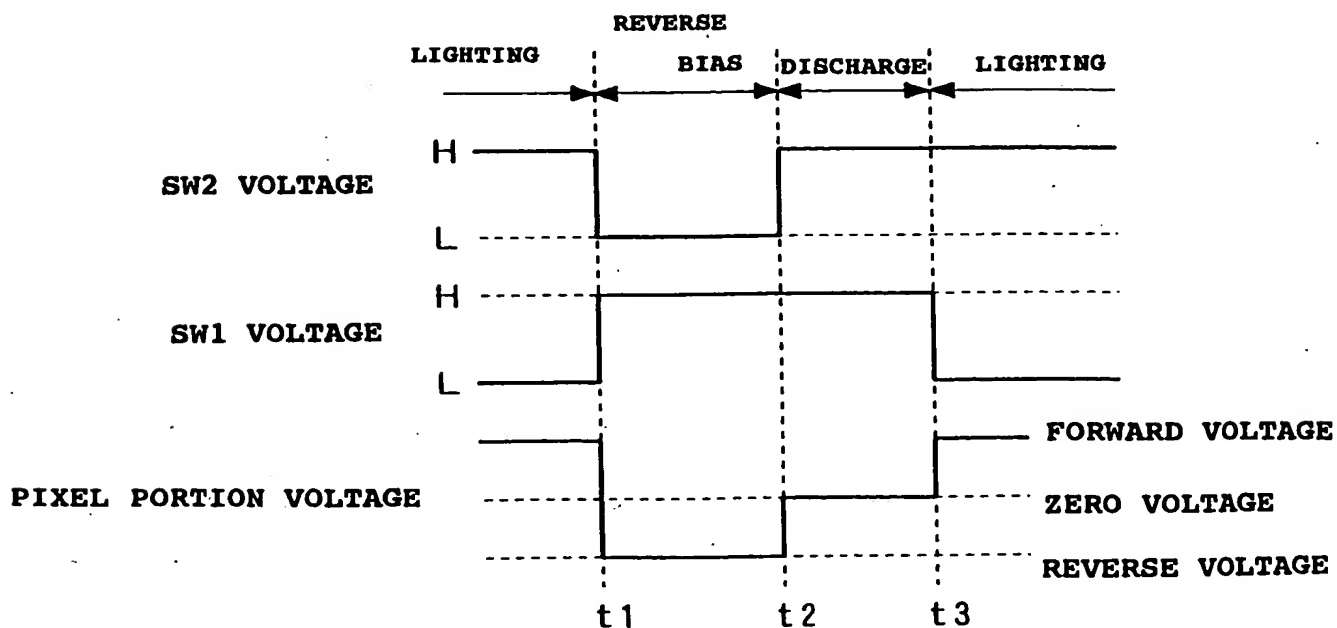 REVERSE
LIGHTING BIAS DISCHARGE LIGHTING
H
SW2 VOLTAGE
L
H
SW1 VOLTAGE
L
FORWARD VOLTAGE
PIXEL PORTION VOLTAGE
ZERO VOLTAGE
REVERSE VOLTAGE
t1 t2 t3